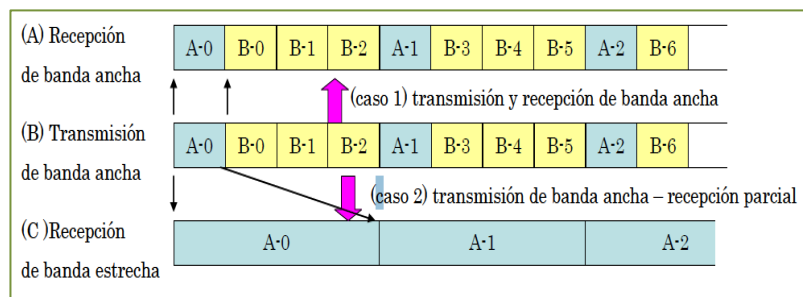 (A) Recepción
de banda ancha
A-0 B-0 B-1 B-2 A-1 B-3 B-4 B-5 A-2 B-6
(caso 1) transmisión y recepción de banda ancha
(B) Transmisión
de banda ancha
A-0 B-0 B-1 B-2 A-1 B-3 B-4 B-5 A-2 B-6
(caso 2) transmisión de banda ancha – recepción parcial
(C )Recepción
de banda estrecha
A-0 A-1 A-2